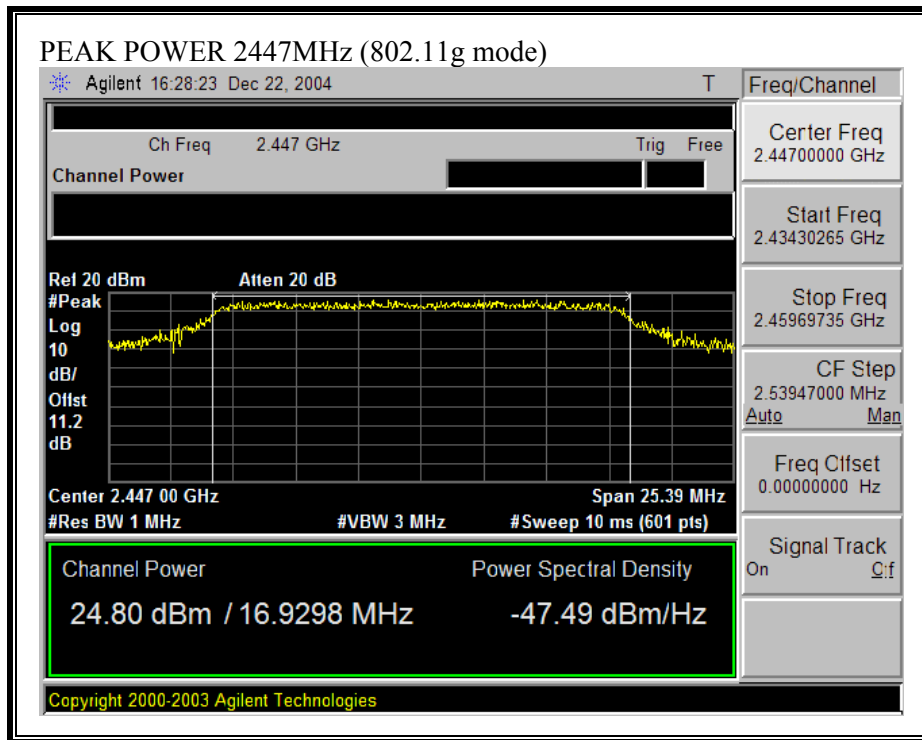 PEAK POWER 2447MHz (802.11g mode)
Agilent 16:28:23 Dec 22, 2004 T
Freq/Channel
Ch Freq 2.447 GHz Trig Free
Channel Power
Center Freq
2.44700000 GHz
Start Freq
2.43430265 GHz
Stop Freq
2.45969735 GHz
CF Step
2.53947000 MHz
Auto Man
Freq Offset
0.00000000 Hz
Signal Track
On Off
Ref 20 dBm Atten 20 dB
#Peak
Log
10
dB/
Offst
11.2
dB
Center 2.447 00 GHz Span 25.39 MHz
#Res BW 1 MHz #VBW 3 MHz #Sweep 10 ms (601 pts)
Channel Power Power Spectral Density
24.80 dBm / 16.9298 MHz -47.49 dBm/Hz
Copyright 2000-2003 Agilent Technologies